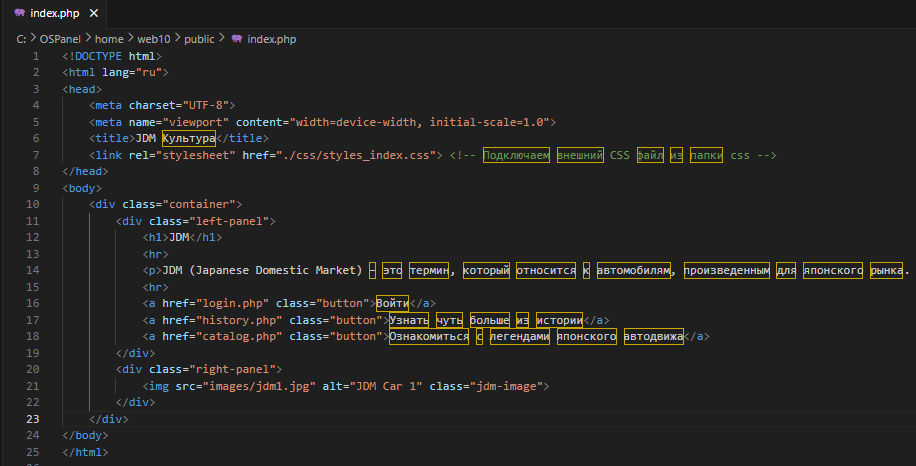 index.php
C: > OSPanel > home > web10 > public > index.php
1 <!DOCTYPE html>
2 <html lang="ru">
3 <head>
4 <meta charset="UTF-8">
5 <meta name="viewport" content="width=device-width, initial-scale=1.0">
6 <title>JDM Культура</title>
7 <link rel="stylesheet" href="./css/styles_index.css"> <!-- Подключаем внешний CSS файл из папки css -->
8 </head>
9 <body>
10 <div class="container">
11 <div class="left-panel">
12 <h1>JDM</h1>
13 <hr>
14 <p>JDM (Japanese Domestic Market) – это термин, который относится к автомобилям, произведенным для японского рынка.
15 <hr>
16 <a href="login.php" class="button">Войти</a>
17 <a href="history.php" class="button">Узнать чуть больше из истории</a>
18 <a href="catalog.php" class="button">Ознакомиться с легендами японского автодвижа</a>
19 </div>
20 <div class="right-panel">
21 <img src="images/jdm1.jpg" alt="JDM Car 1" class="jdm-image">
22 </div>
23 </div>
24 </body>
25 </html>